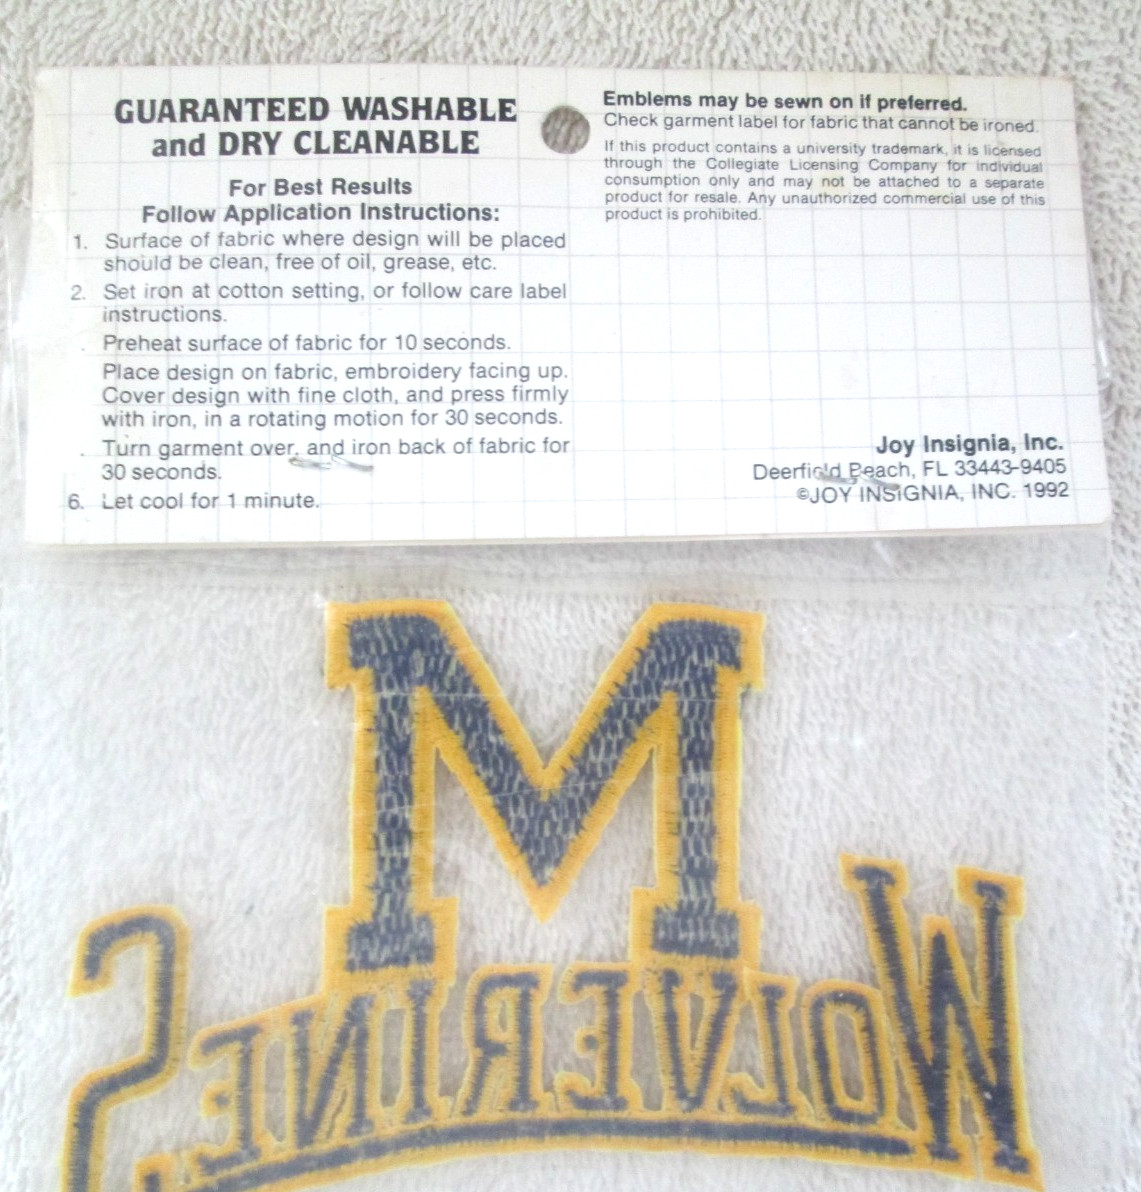 GUARANTEED WASHABLE
and DRY CLEANABLE
For Best Results
Follow Application Instructions:
1. Surface of fabric where design will be placed
should be clean, free of oil, grease, etc.
2. Set iron at cotton setting, or follow care label
instructions.
. Preheat surface of fabric for 10 seconds.
Place design on fabric, embroidery facing up.
Cover design with fine cloth, and press firmly
with iron, in a rotating motion for 30 seconds.
. Turn garment over, and iron back of fabric for
30 seconds.
6. Let cool for 1 minute.
Emblems may be sewn on if preferred.
Check garment label for fabric that cannot be ironed.
If this product contains a university trademark, it is licensed
through the Collegiate Licensing Company for individual
consumption only and may not be attached to a separate
product for resale. Any unauthorized commercial use of this
product is prohibited.
Joy Insignia, Inc.
Deerfield Beach, FL 33443-9405
©JOY INSIGNIA, INC. 1992
M
WOLVERINES